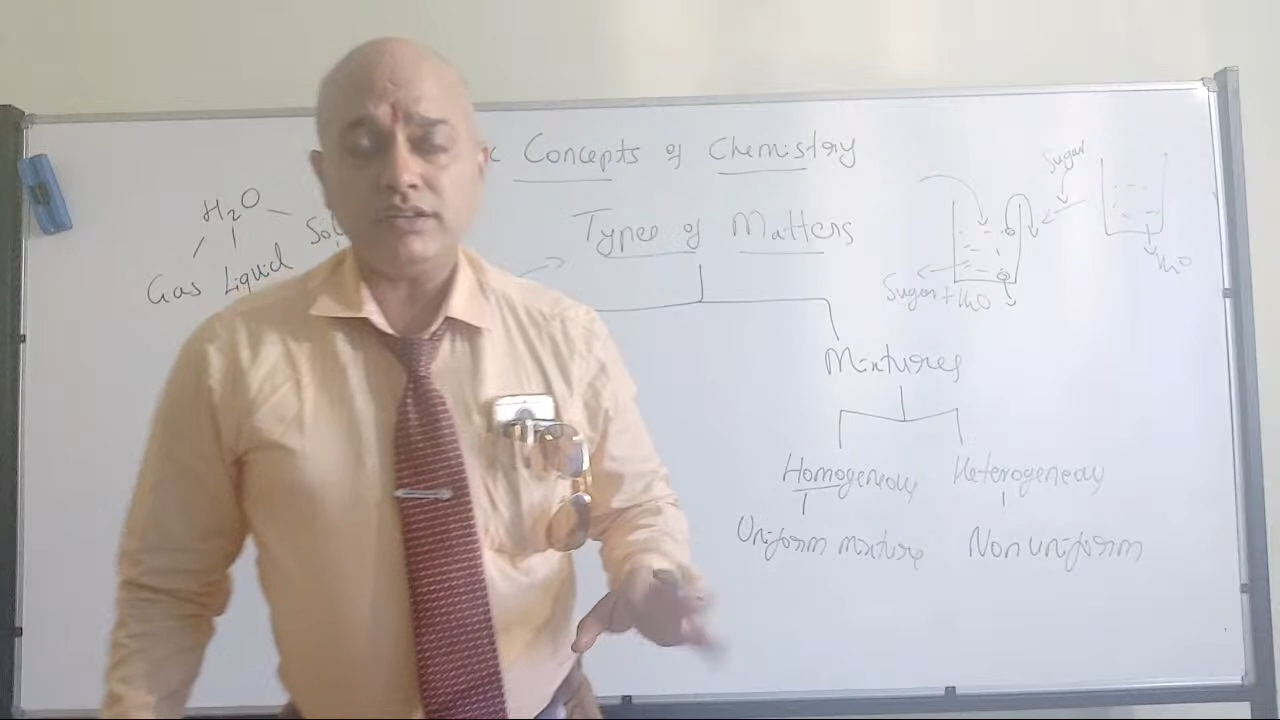 c Concepts of Chemistry
Types of Matters
H2O
Gas Liquid Sol
Mixtures
Homogeneous Heterogeneous
Uniform mixture Non uniform
Sugar
Sugar + H2O
H2O